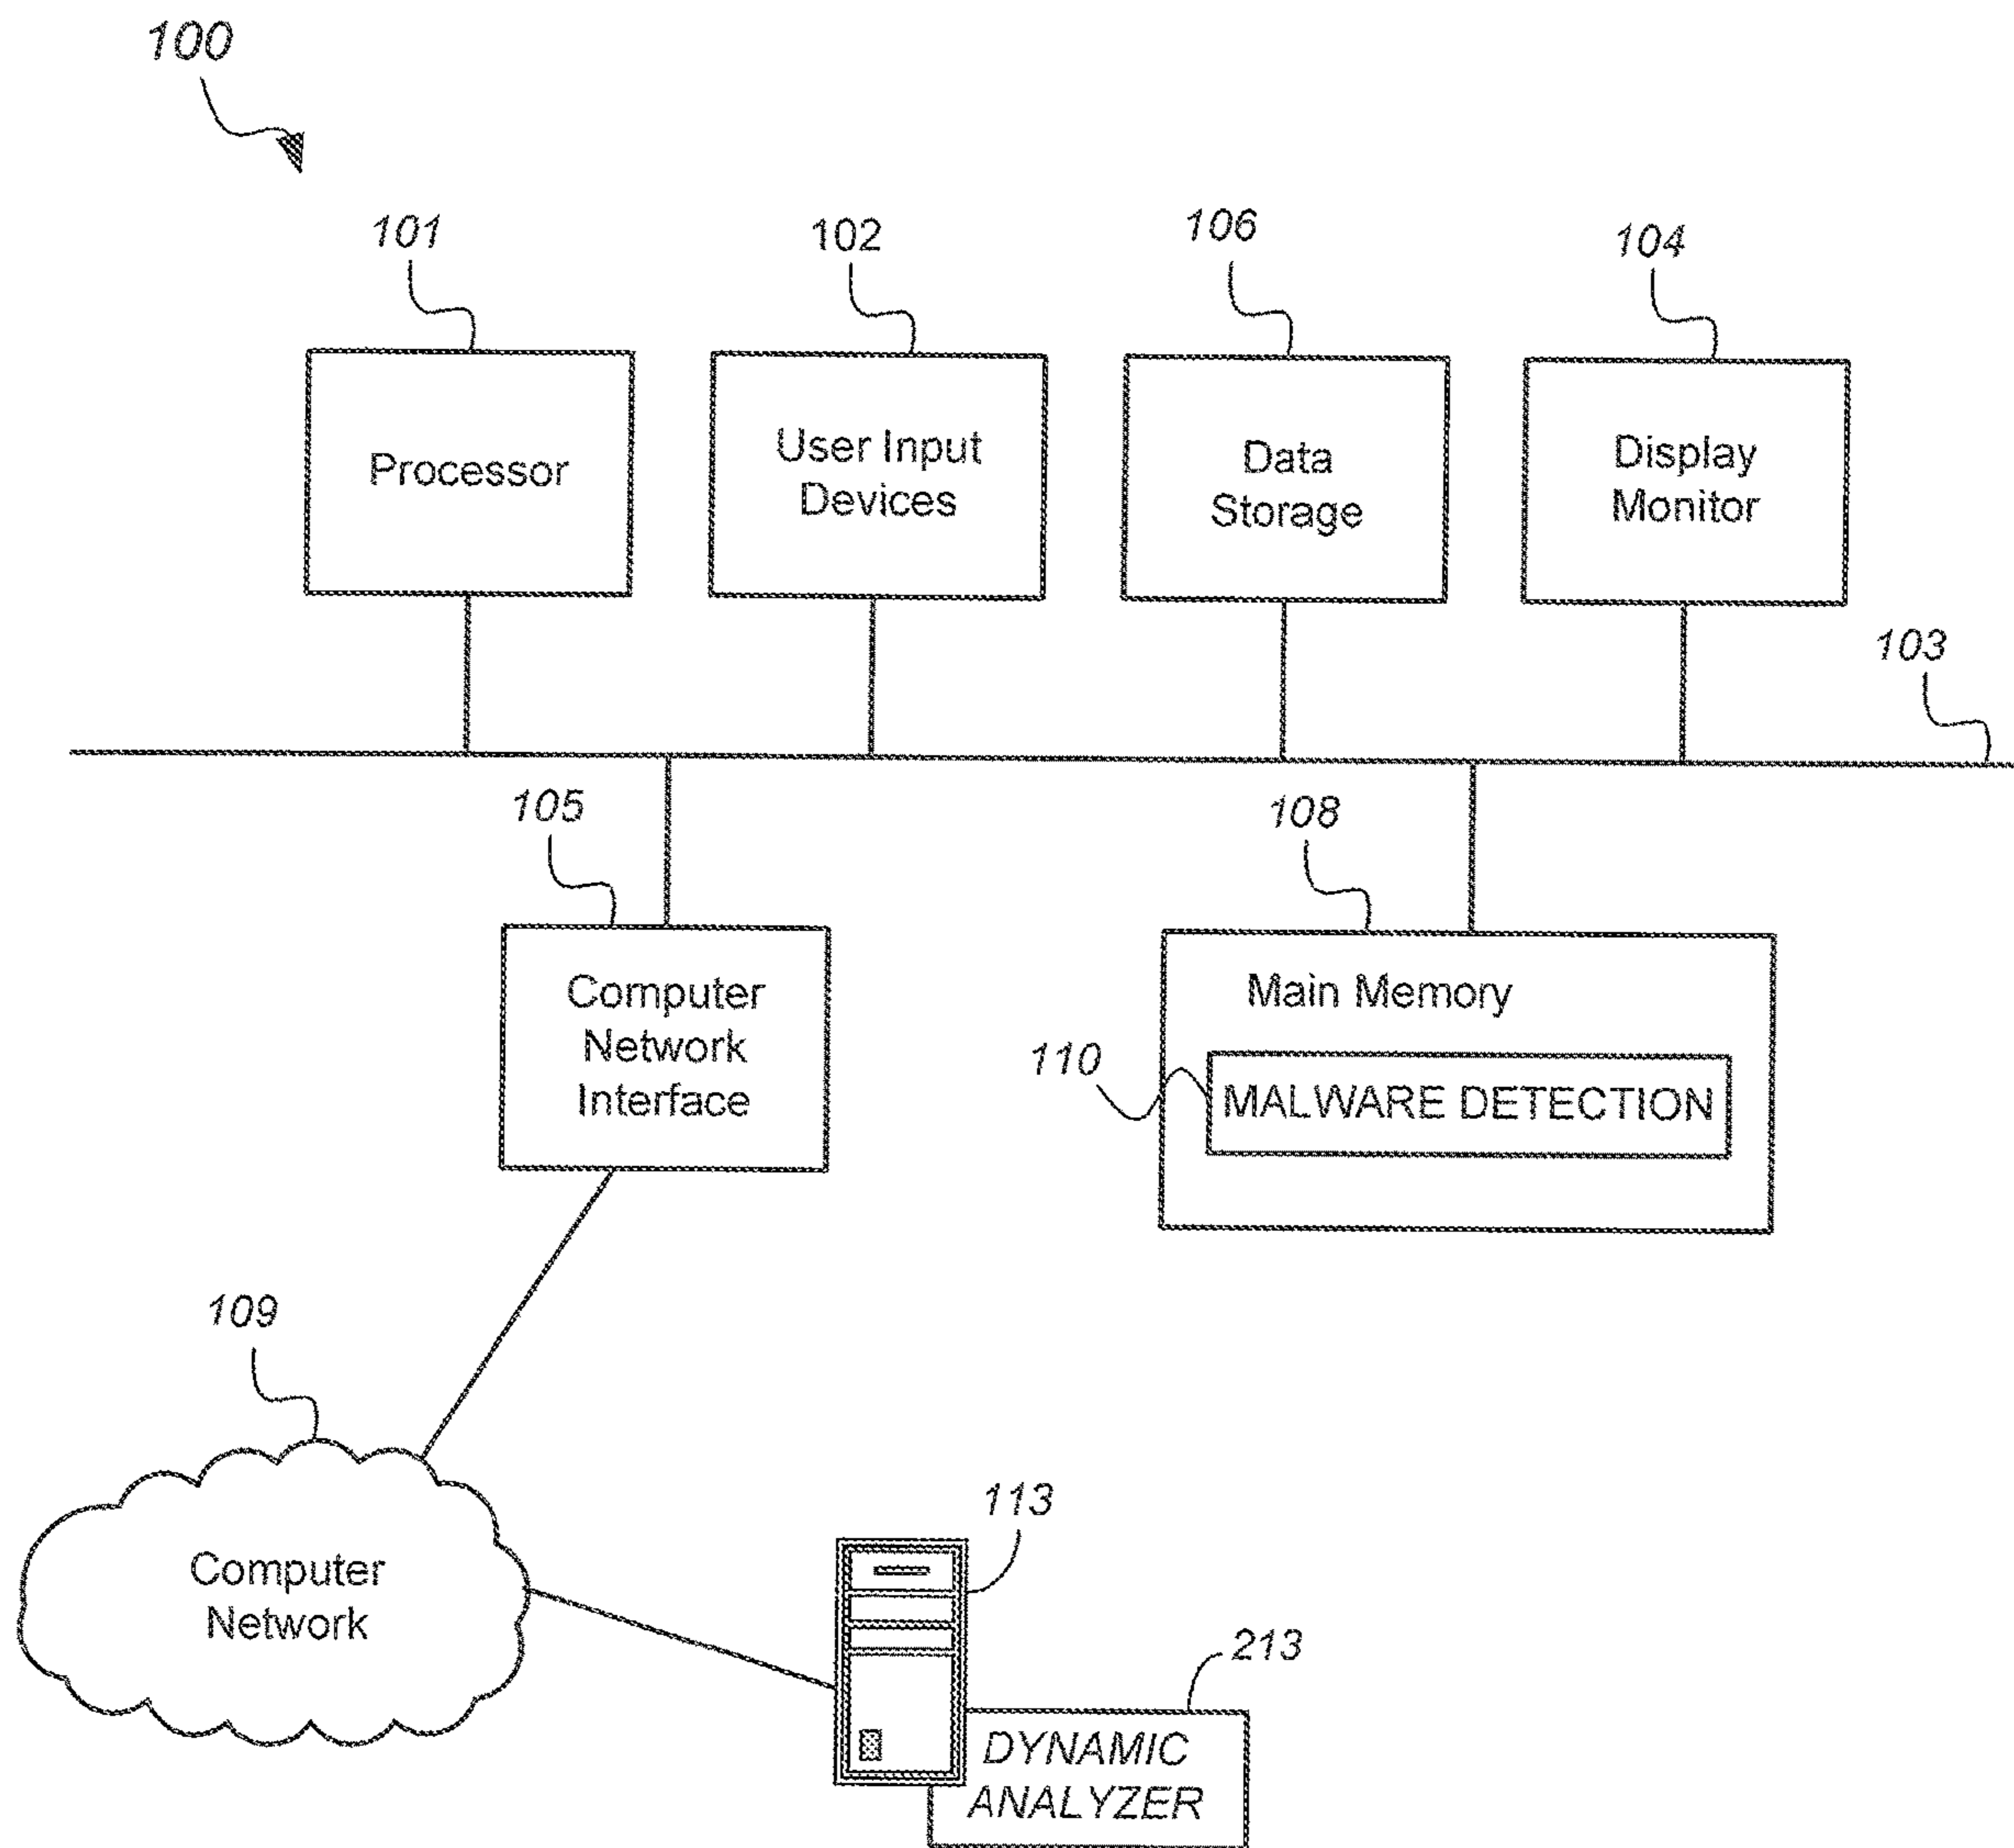 100
101
102
106
104
Processor
User Input
Devices
Data
Storage
Display
Monitor
103
105
108
Computer
Network
Interface
Main Memory
110
MALWARE DETECTION
109
Computer
Network
113
213
DYNAMIC
ANALYZER